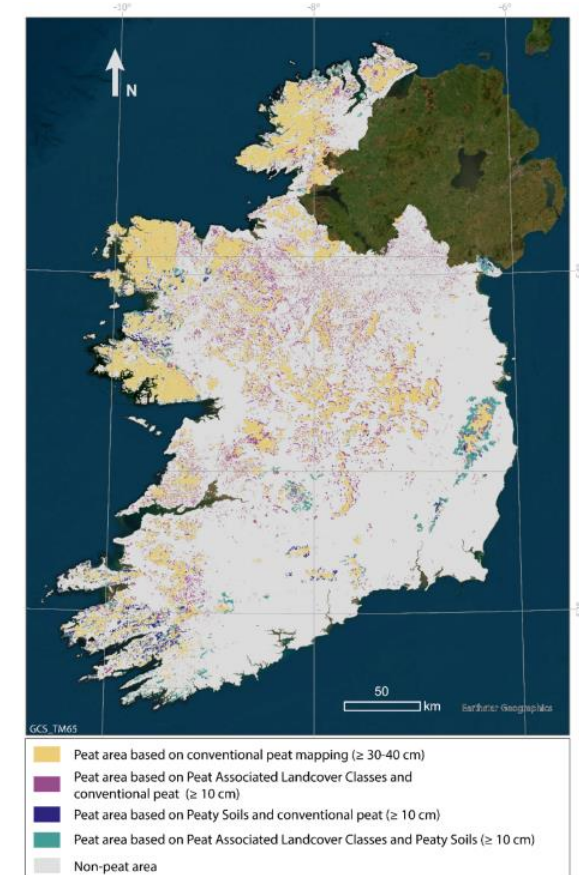 -10°
-8°
-6°
N
50
km
Earthstar Geographics
GCS_TM65
Peat area based on conventional peat mapping (≥ 30-40 cm)
Peat area based on Peat Associated Landcover Classes and
conventional peat (≥ 10 cm)
Peat area based on Peaty Soils and conventional peat (≥ 10 cm)
Peat area based on Peat Associated Landcover Classes and Peaty Soils (≥ 10 cm)
Non-peat area